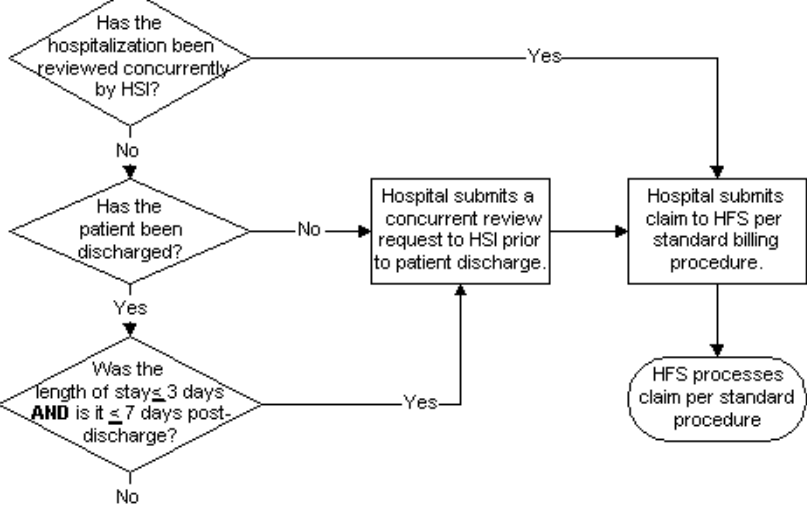 Has the
hospitalization been
reviewed concurrently
by HSI?
Yes
No
Has the
patient been
discharged?
No
Hospital submits a
concurrent review
request to HSI prior
to patient discharge.
Hospital submits
claim to HFS per
standard billing
procedure.
Yes
Was the
length of stay ≤ 3 days
AND is it ≤ 7 days post-
discharge?
Yes
HFS processes
claim per standard
procedure
No